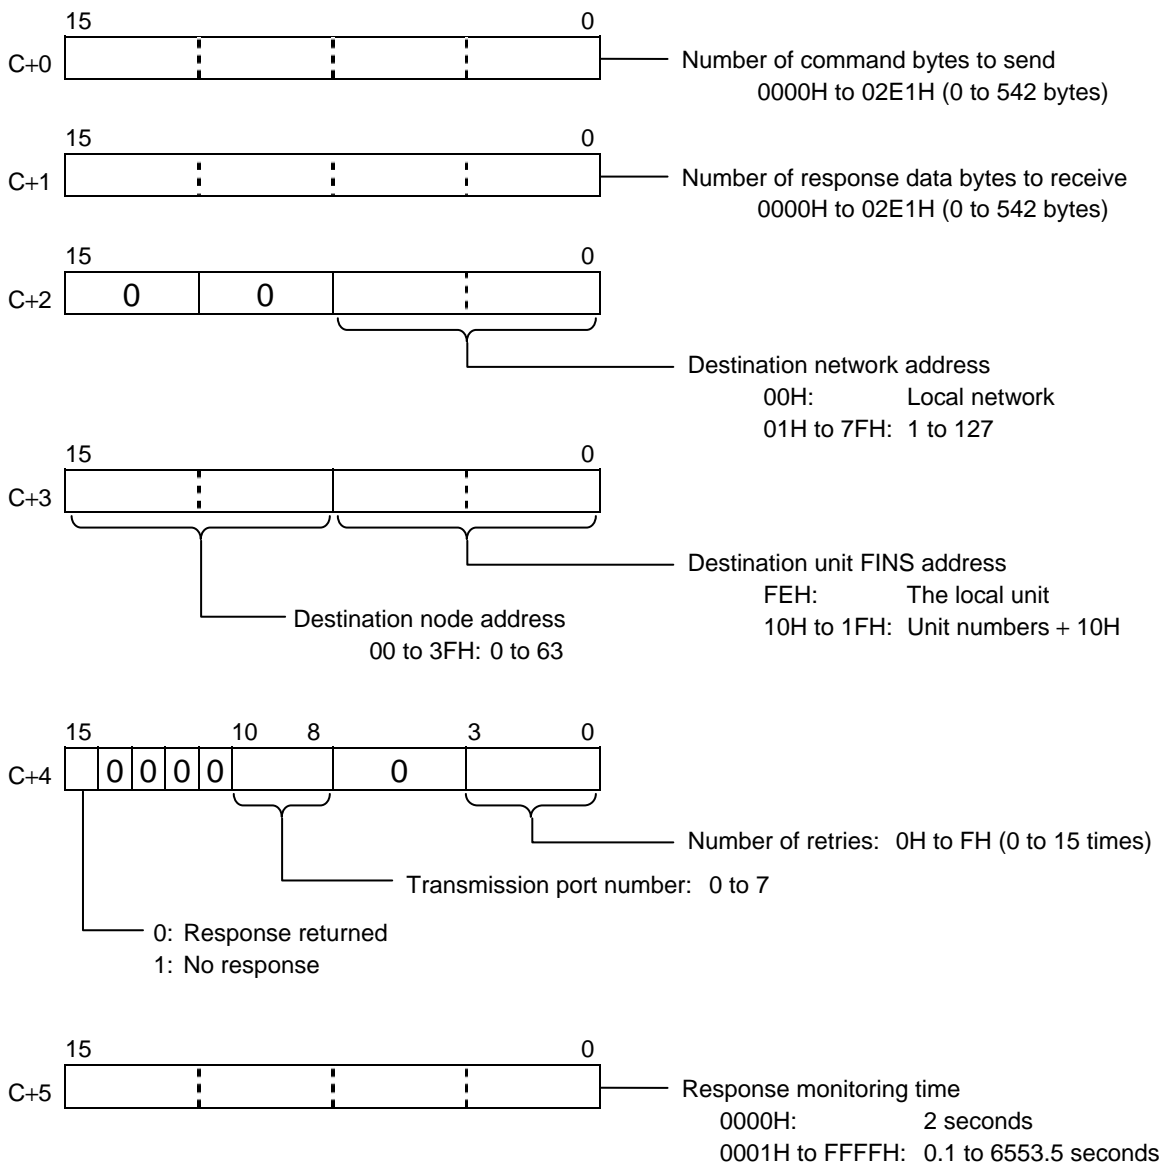 15 0
C+0
Number of command bytes to send
0000H to 02E1H (0 to 542 bytes)
15 0
C+1
Number of response data bytes to receive
0000H to 02E1H (0 to 542 bytes)
15 0
C+2 0 0
Destination network address
00H: Local network
01H to 7FH: 1 to 127
15 0
C+3
Destination unit FINS address
FEH: The local unit
10H to 1FH: Unit numbers + 10H
Destination node address
00 to 3FH: 0 to 63
15 10 8 3 0
C+4 0 0 0 0 0
Number of retries: 0H to FH (0 to 15 times)
Transmission port number: 0 to 7
0: Response returned
1: No response
15 0
C+5
Response monitoring time
0000H: 2 seconds
0001H to FFFFH: 0.1 to 6553.5 seconds